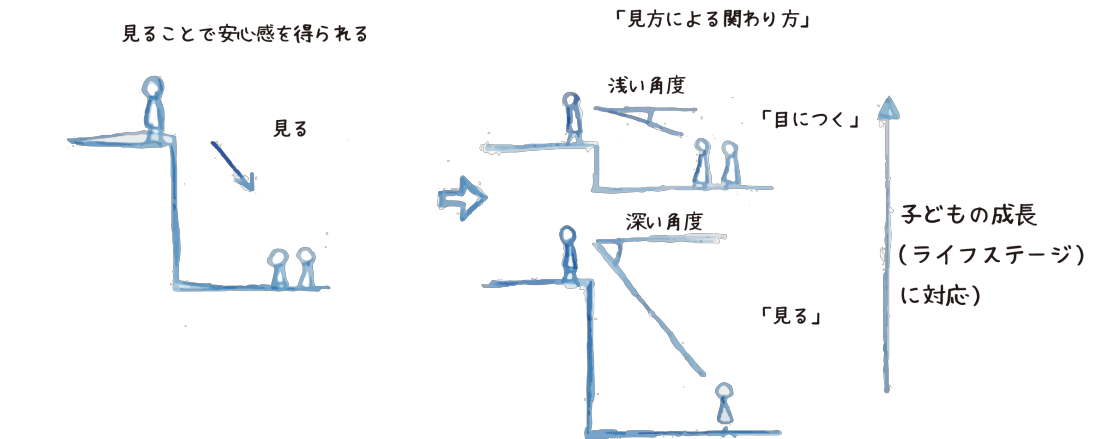 見ることで安心感を得られる
見る
「見方による関わり方」
浅い角度
「目につく」
深い角度
「見る」
子どもの成長
(ライフステージ)
に対応)